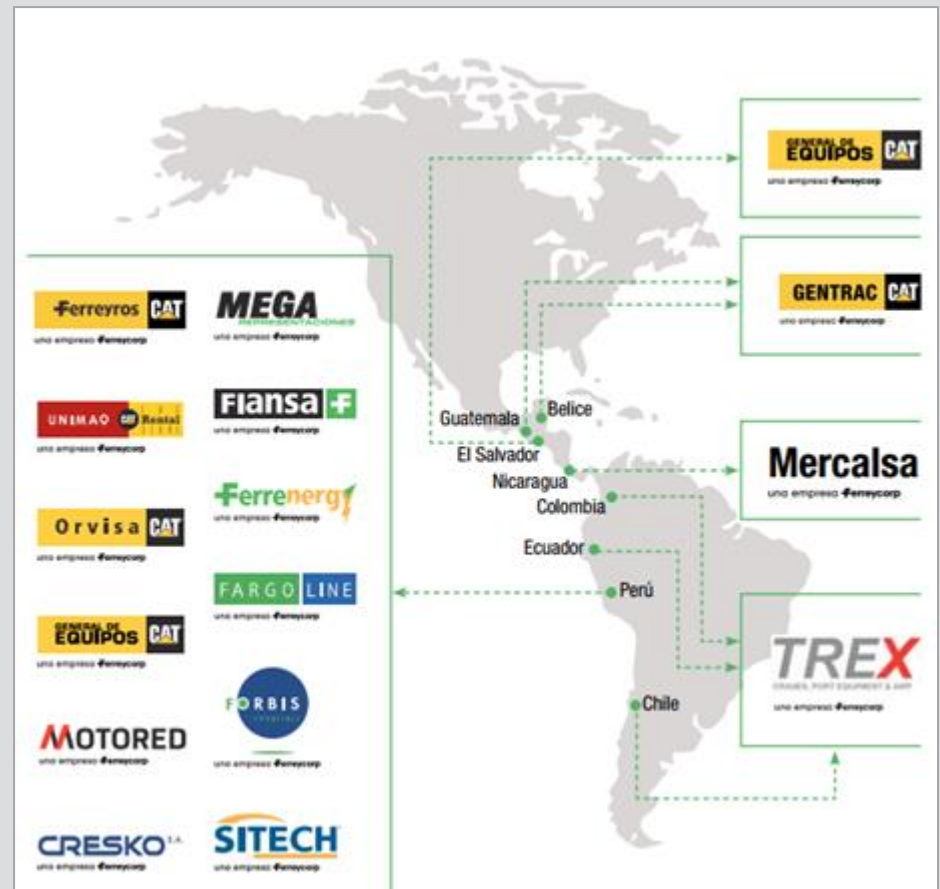 GENERAL DE
EQUIPOS CAT
una empresa Ferreycorp
GENTRAC CAT
una empresa Ferreycorp
Ferreyros CAT
una empresa Ferreycorp
MEGA
REPRESENTACIONES
una empresa Ferreycorp
UNIMAQ CAT Rental
una empresa Ferreycorp
Fiansa F
una empresa Ferreycorp
Orvisa CAT
una empresa Ferreycorp
Ferrenergy
una empresa Ferreycorp
GENERAL DE
EQUIPOS CAT
una empresa Ferreycorp
FARGO LINE
una empresa Ferreycorp
MOTORED
una empresa Ferreycorp
FORBIS
una empresa Ferreycorp
CRESKO S.A.
una empresa Ferreycorp
SITECH
una empresa Ferreycorp
Guatemala
Belice
El Salvador
Nicaragua
Colombia
Ecuador
Perú
Chile
Mercalsa
una empresa Ferreycorp
TREX
CRANES, PORT EQUIPMENT & AWP
una empresa Ferreycorp